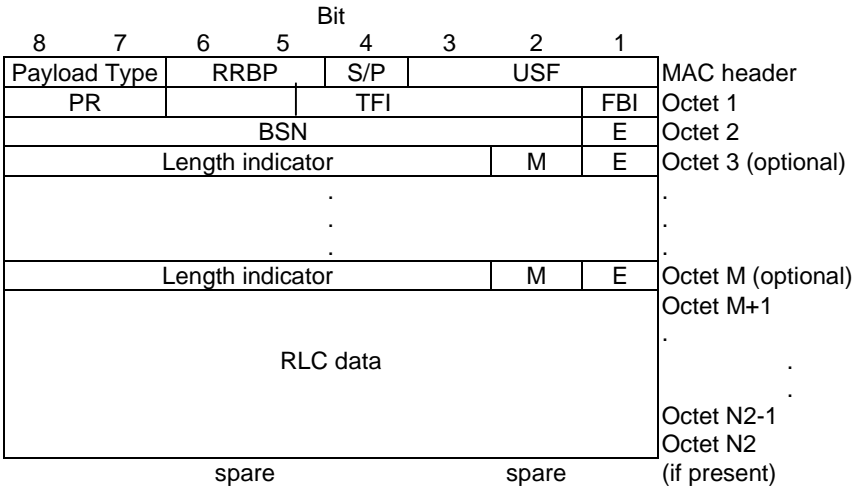 Bit
8 7 6 5 4 3 2 1
Payload Type RRBP S/P USF MAC header
PR TFI FBI Octet 1
BSN E Octet 2
Length indicator M E Octet 3 (optional)
. .
. .
. .
Length indicator M E Octet M (optional)
Octet M+1
.
RLC data .
.
Octet N2-1
Octet N2
spare spare (if present)